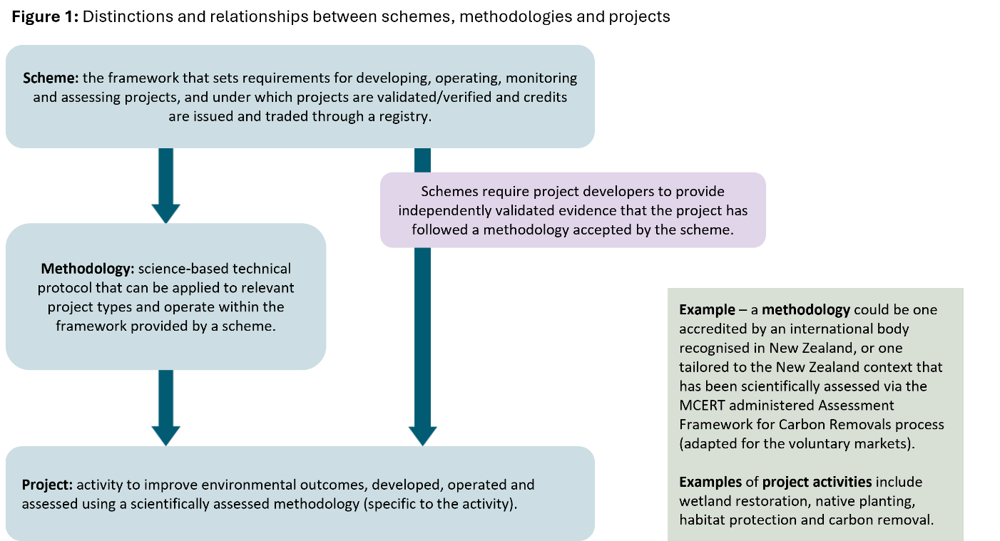 Figure 1: Distinctions and relationships between schemes, methodologies and projects
Scheme: the framework that sets requirements for developing, operating, monitoring
and assessing projects, and under which projects are validated/verified and credits
are issued and traded through a registry.
Schemes require project developers to provide
independently validated evidence that the project has
followed a methodology accepted by the scheme.
Methodology: science-based technical
protocol that can be applied to relevant
project types and operate within the
framework provided by a scheme.
Example – a methodology could be one
accredited by an international body
recognised in New Zealand, or one
tailored to the New Zealand context that
has been scientifically assessed via the
MCERT administered Assessment
Framework for Carbon Removals process
(adapted for the voluntary markets).
Examples of project activities include
wetland restoration, native planting,
habitat protection and carbon removal.
Project: activity to improve environmental outcomes, developed, operated and
assessed using a scientifically assessed methodology (specific to the activity).